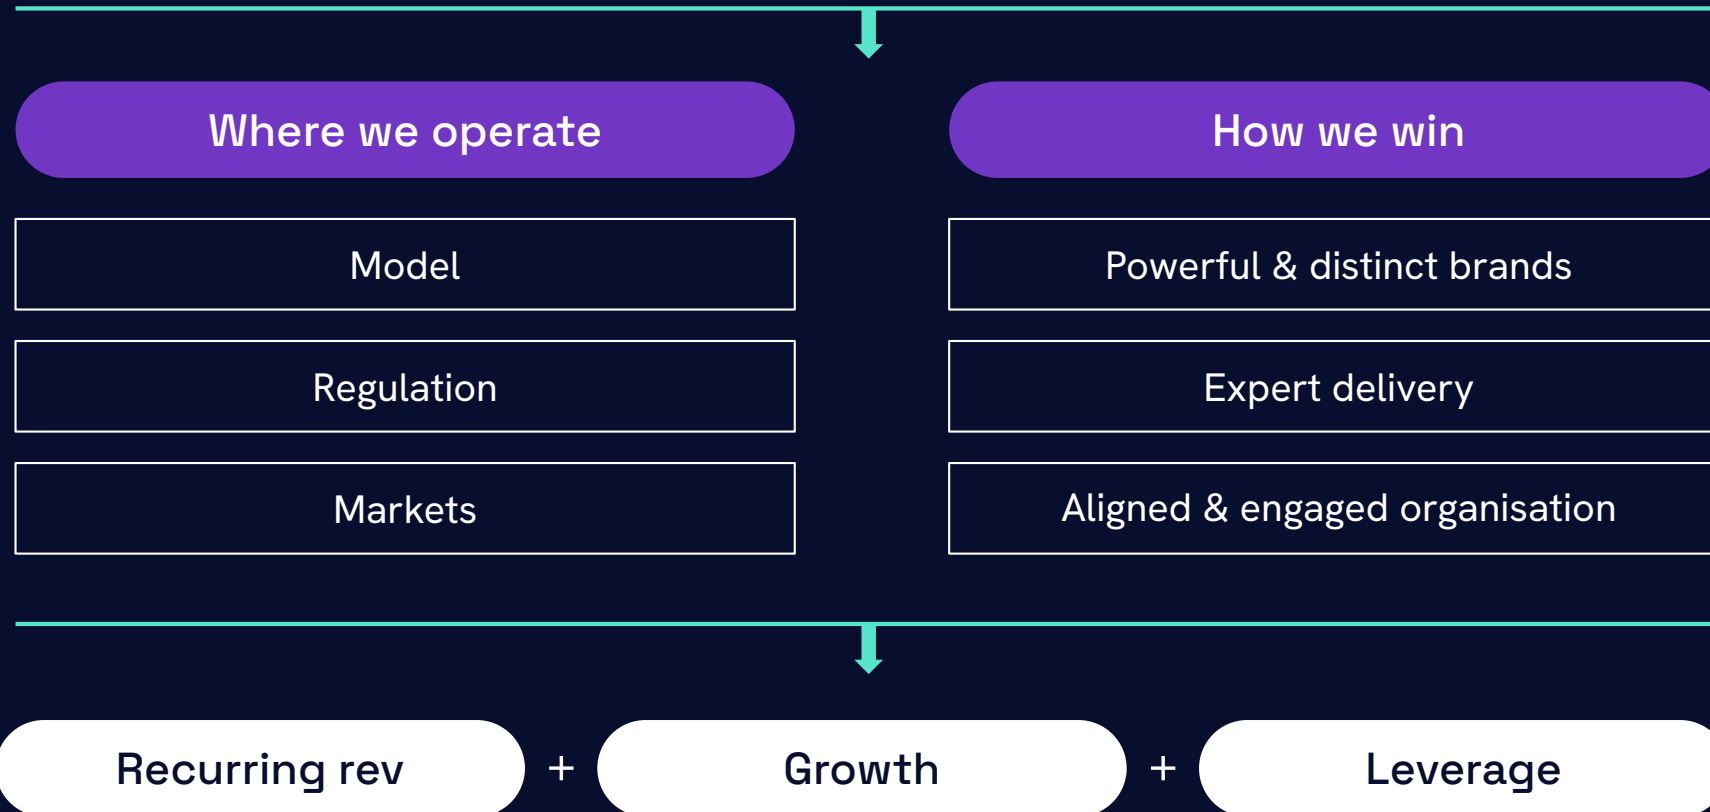 Where we operate
How we win
Model
Powerful & distinct brands
Regulation
Expert delivery
Markets
Aligned & engaged organisation
Recurring rev + Growth + Leverage